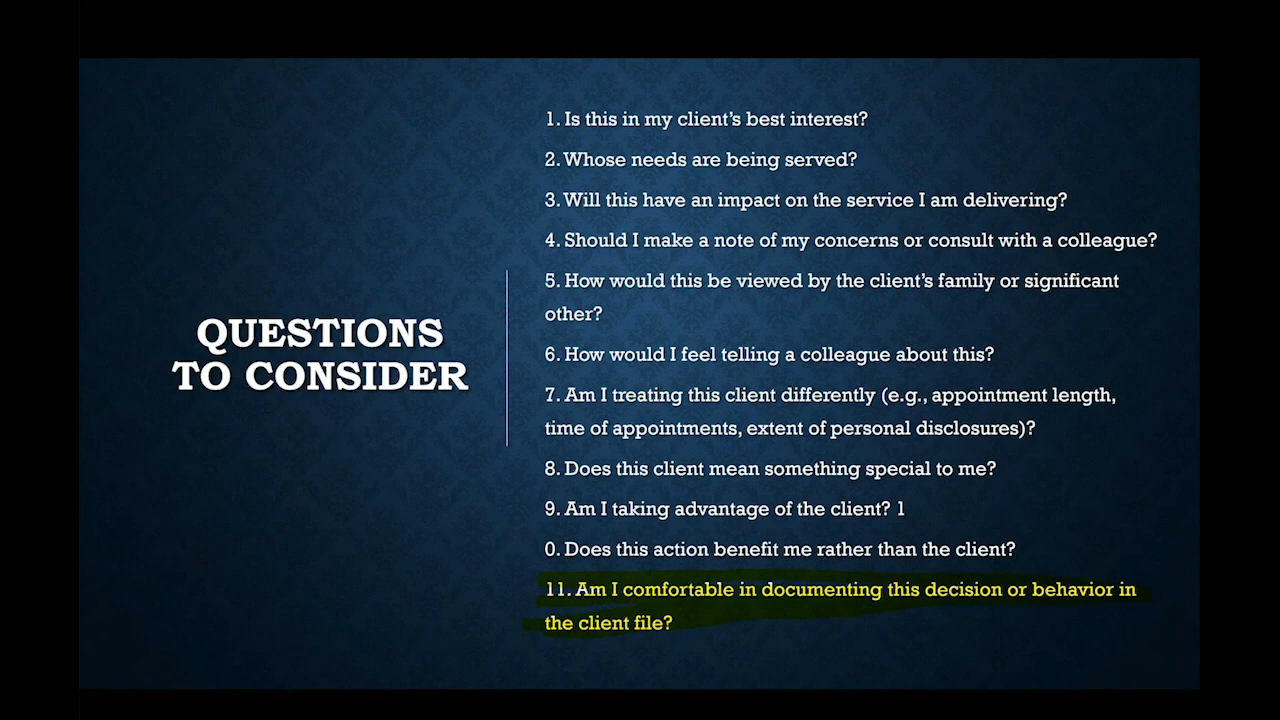 QUESTIONS
TO CONSIDER
1. Is this in my client's best interest?
2. Whose needs are being served?
3. Will this have an impact on the service I am delivering?
4. Should I make a note of my concerns or consult with a colleague?
5. How would this be viewed by the client's family or significant
other?
6. How would I feel telling a colleague about this?
7. Am I treating this client differently (e.g., appointment length,
time of appointments, extent of personal disclosures)?
8. Does this client mean something special to me?
9. Am I taking advantage of the client? 1
0. Does this action benefit me rather than the client?
11. Am I comfortable in documenting this decision or behavior in
the client file?